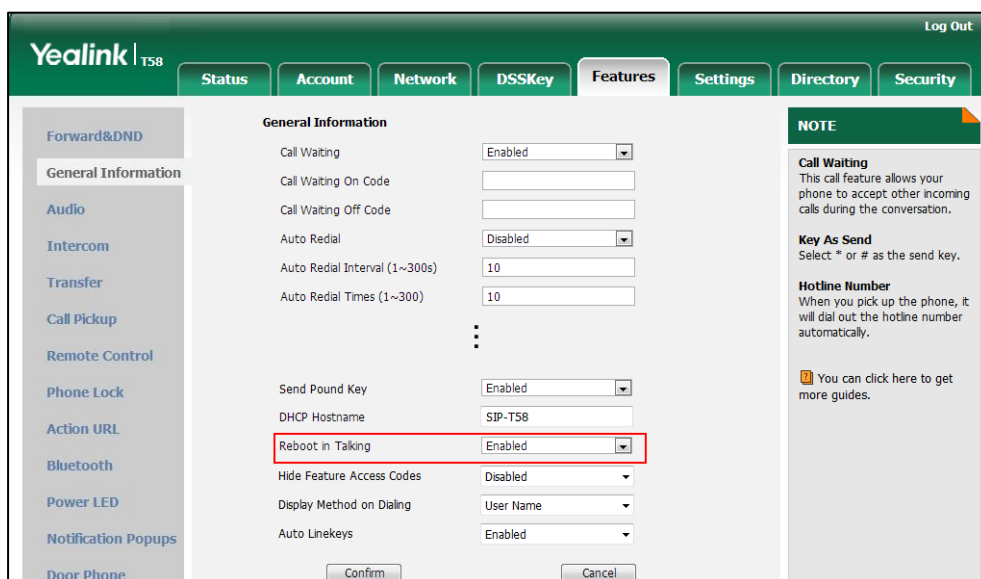 Log Out
Yealink T58
Status Account Network DSSKey Features Settings Directory Security
Forward&DND
General Information
Audio
Intercom
Transfer
Call Pickup
Remote Control
Phone Lock
Action URL
Bluetooth
Power LED
Notification Popups
Door Phone
General Information
Call Waiting Enabled
Call Waiting On Code
Call Waiting Off Code
Auto Redial Disabled
Auto Redial Interval (1~300s) 10
Auto Redial Times (1~300) 10
Send Pound Key Enabled
DHCP Hostname SIP-T58
Reboot in Talking Enabled
Hide Feature Access Codes Disabled
Display Method on Dialing User Name
Auto Linekeys Enabled
Confirm Cancel
NOTE
Call Waiting
This call feature allows your
phone to accept other incoming
calls during the conversation.
Key As Send
Select * or # as the send key.
Hotline Number
When you pick up the phone, it
will dial out the hotline number
automatically.
You can click here to get
more guides.